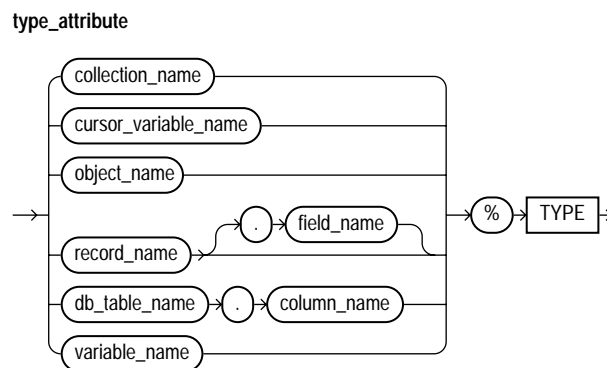 type_attribute
collection_name
cursor_variable_name
object_name
% TYPE
. field_name
record_name
db_table_name . column_name
variable_name